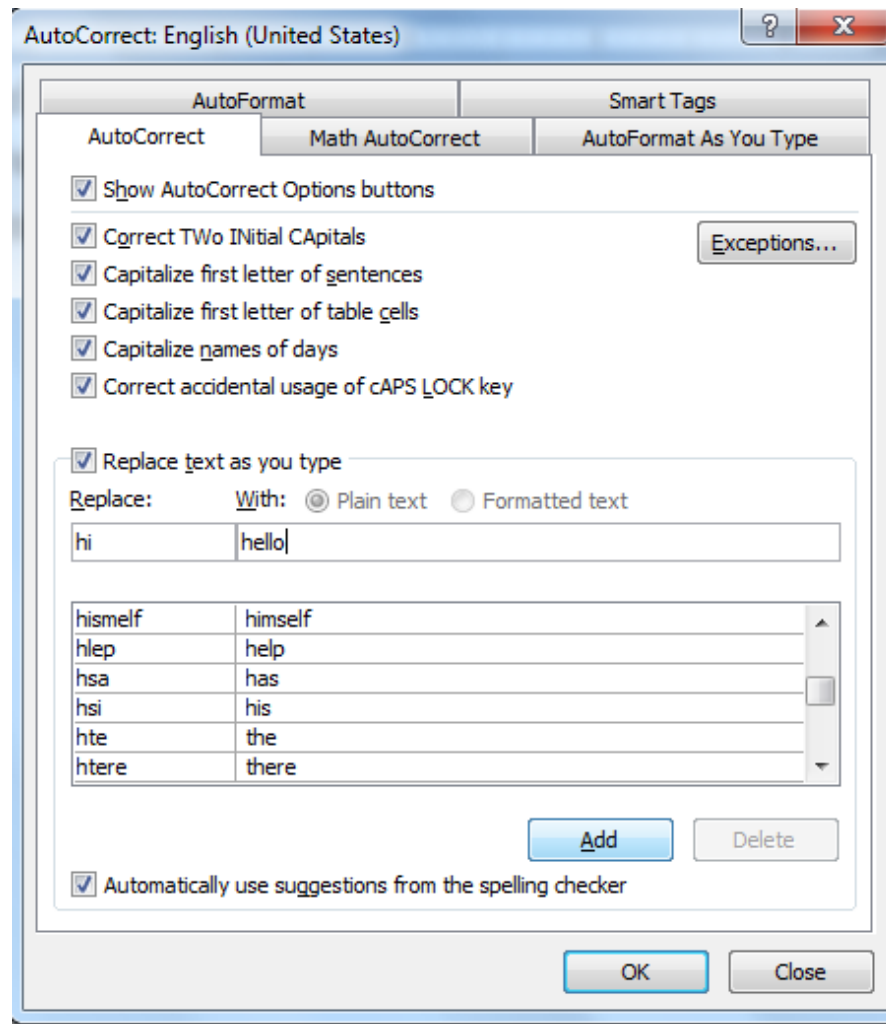 AutoCorrect: English (United States)
AutoFormat Smart Tags
AutoCorrect Math AutoCorrect AutoFormat As You Type
Show AutoCorrect Options buttons
Correct TWo INitial CApitals Exceptions...
Capitalize first letter of sentences
Capitalize first letter of table cells
Capitalize names of days
Correct accidental usage of cAPS LOCK key
Replace text as you type
Replace: With: Plain text Formatted text
hi hello
hismelf himself
hlep help
hsa has
hsi his
hte the
htere there
Add Delete
Automatically use suggestions from the spelling checker
OK Close